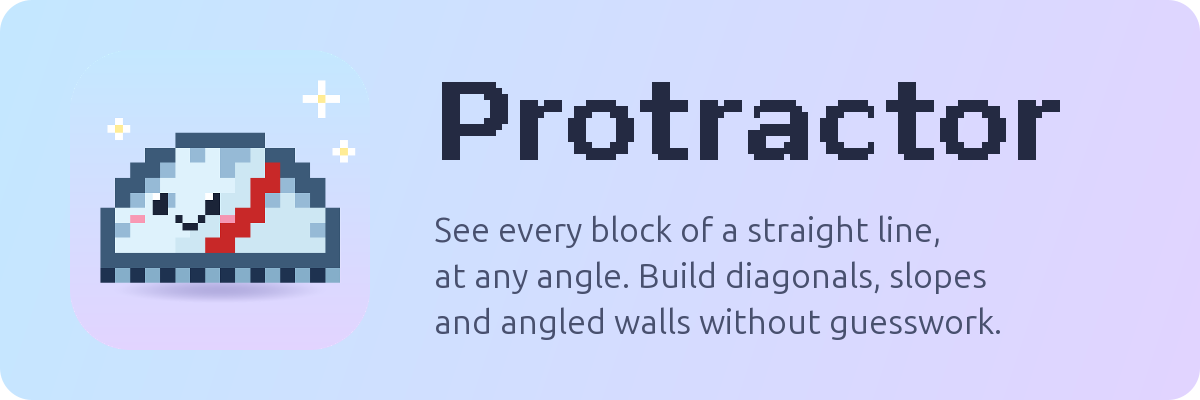 Protractor
See every block of a straight line,
at any angle. Build diagonals, slopes
and angled walls without guesswork.